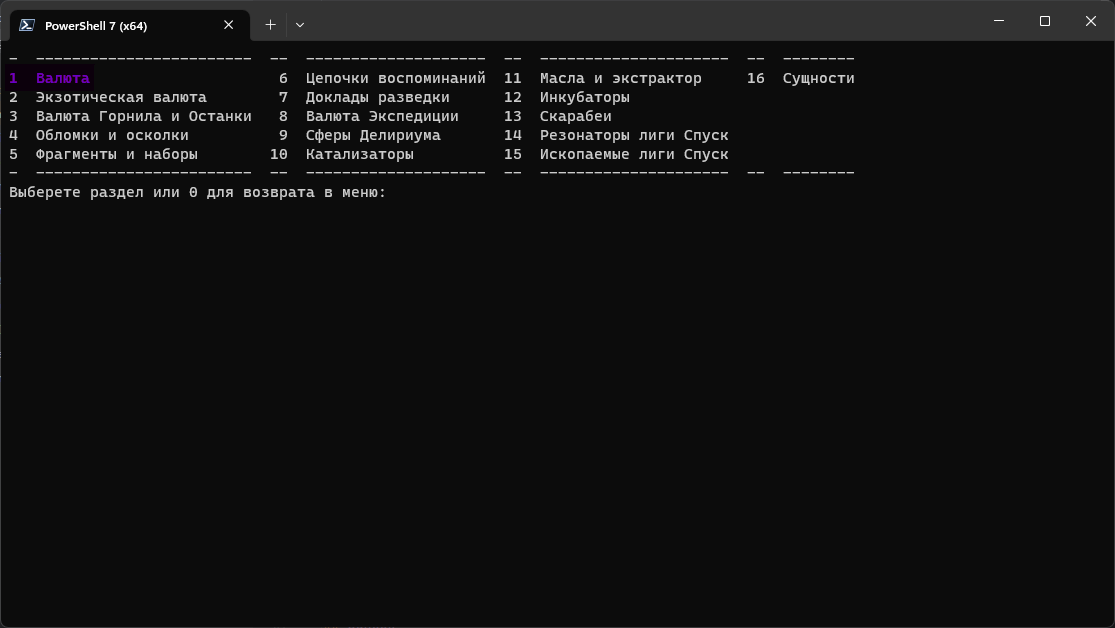 PowerShell 7 (x64)
-  ------------------------  --  --------------------  --  ---------------------  --  --------
1  Валюта                     6  Цепочки воспоминаний  11  Масла и экстрактор     16  Сущности
2  Экзотическая валюта        7  Доклады разведки      12  Инкубаторы
3  Валюта Горнила и Останки   8  Валюта Экспедиции     13  Скарабеи
4  Обломки и осколки          9  Сферы Делириума       14  Резонаторы лиги Спуск
5  Фрагменты и наборы        10  Катализаторы          15  Ископаемые лиги Спуск
-  ------------------------  --  --------------------  --  ---------------------  --  --------
Выберете раздел или 0 для возврата в меню: